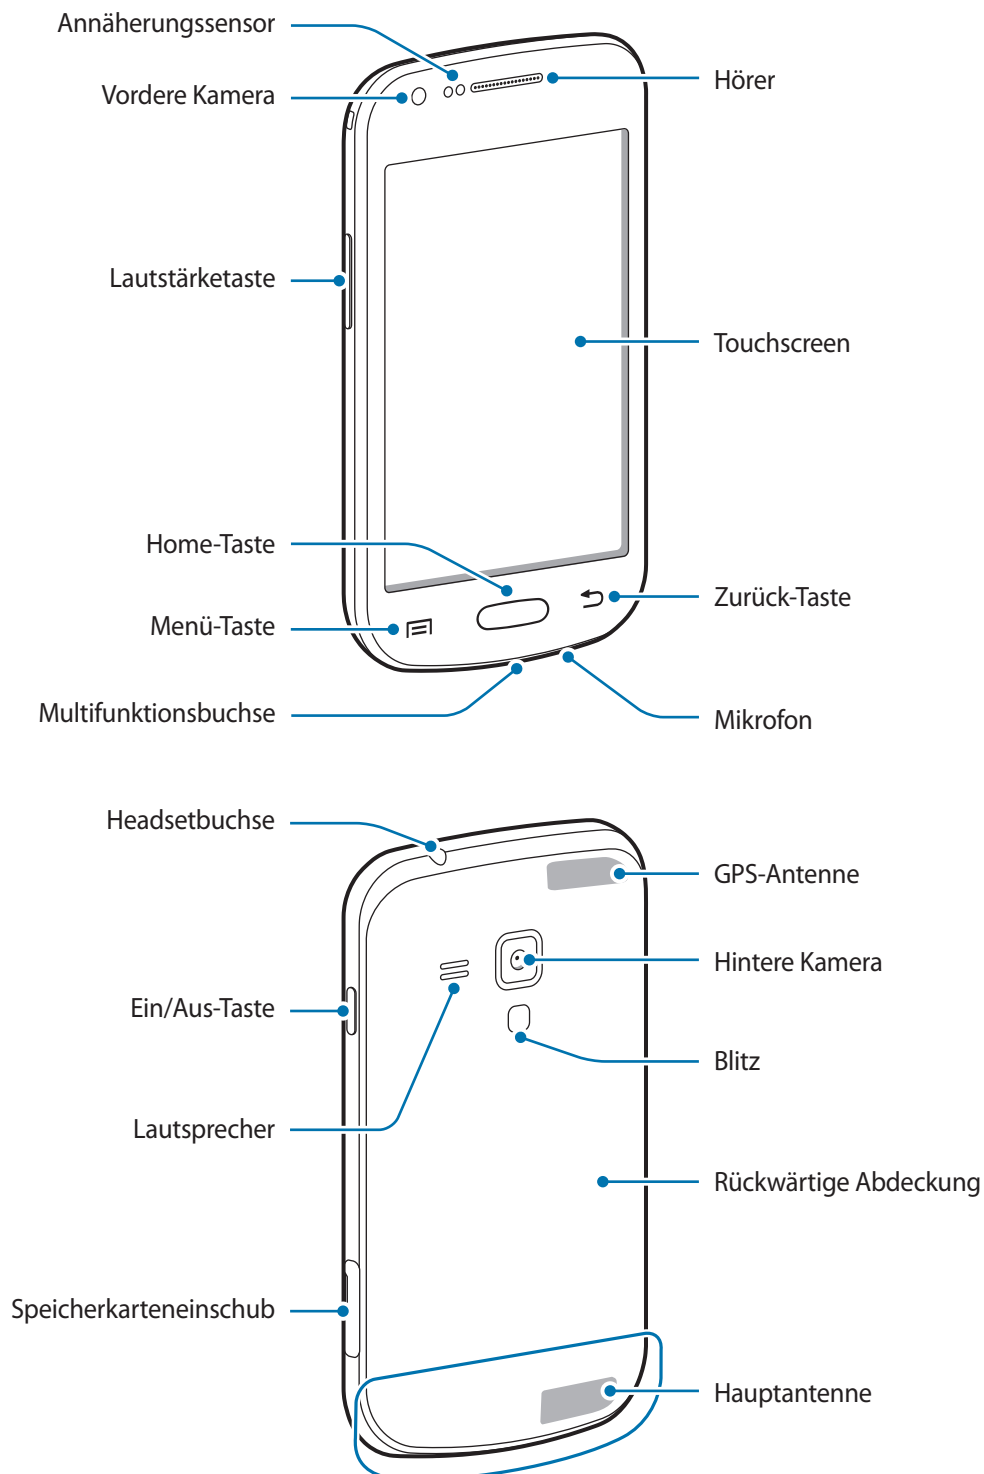 Annäherungssensor
Hörer
Vordere Kamera
Lautstärketaste
Touchscreen
Home-Taste
Zurück-Taste
Menü-Taste
Multifunktionsbuchse
Mikrofon
Headsetbuchse
GPS-Antenne
Hintere Kamera
Ein/Aus-Taste
Blitz
Lautsprecher
Rückwärtige Abdeckung
Speicherkarteneinschub
Hauptantenne